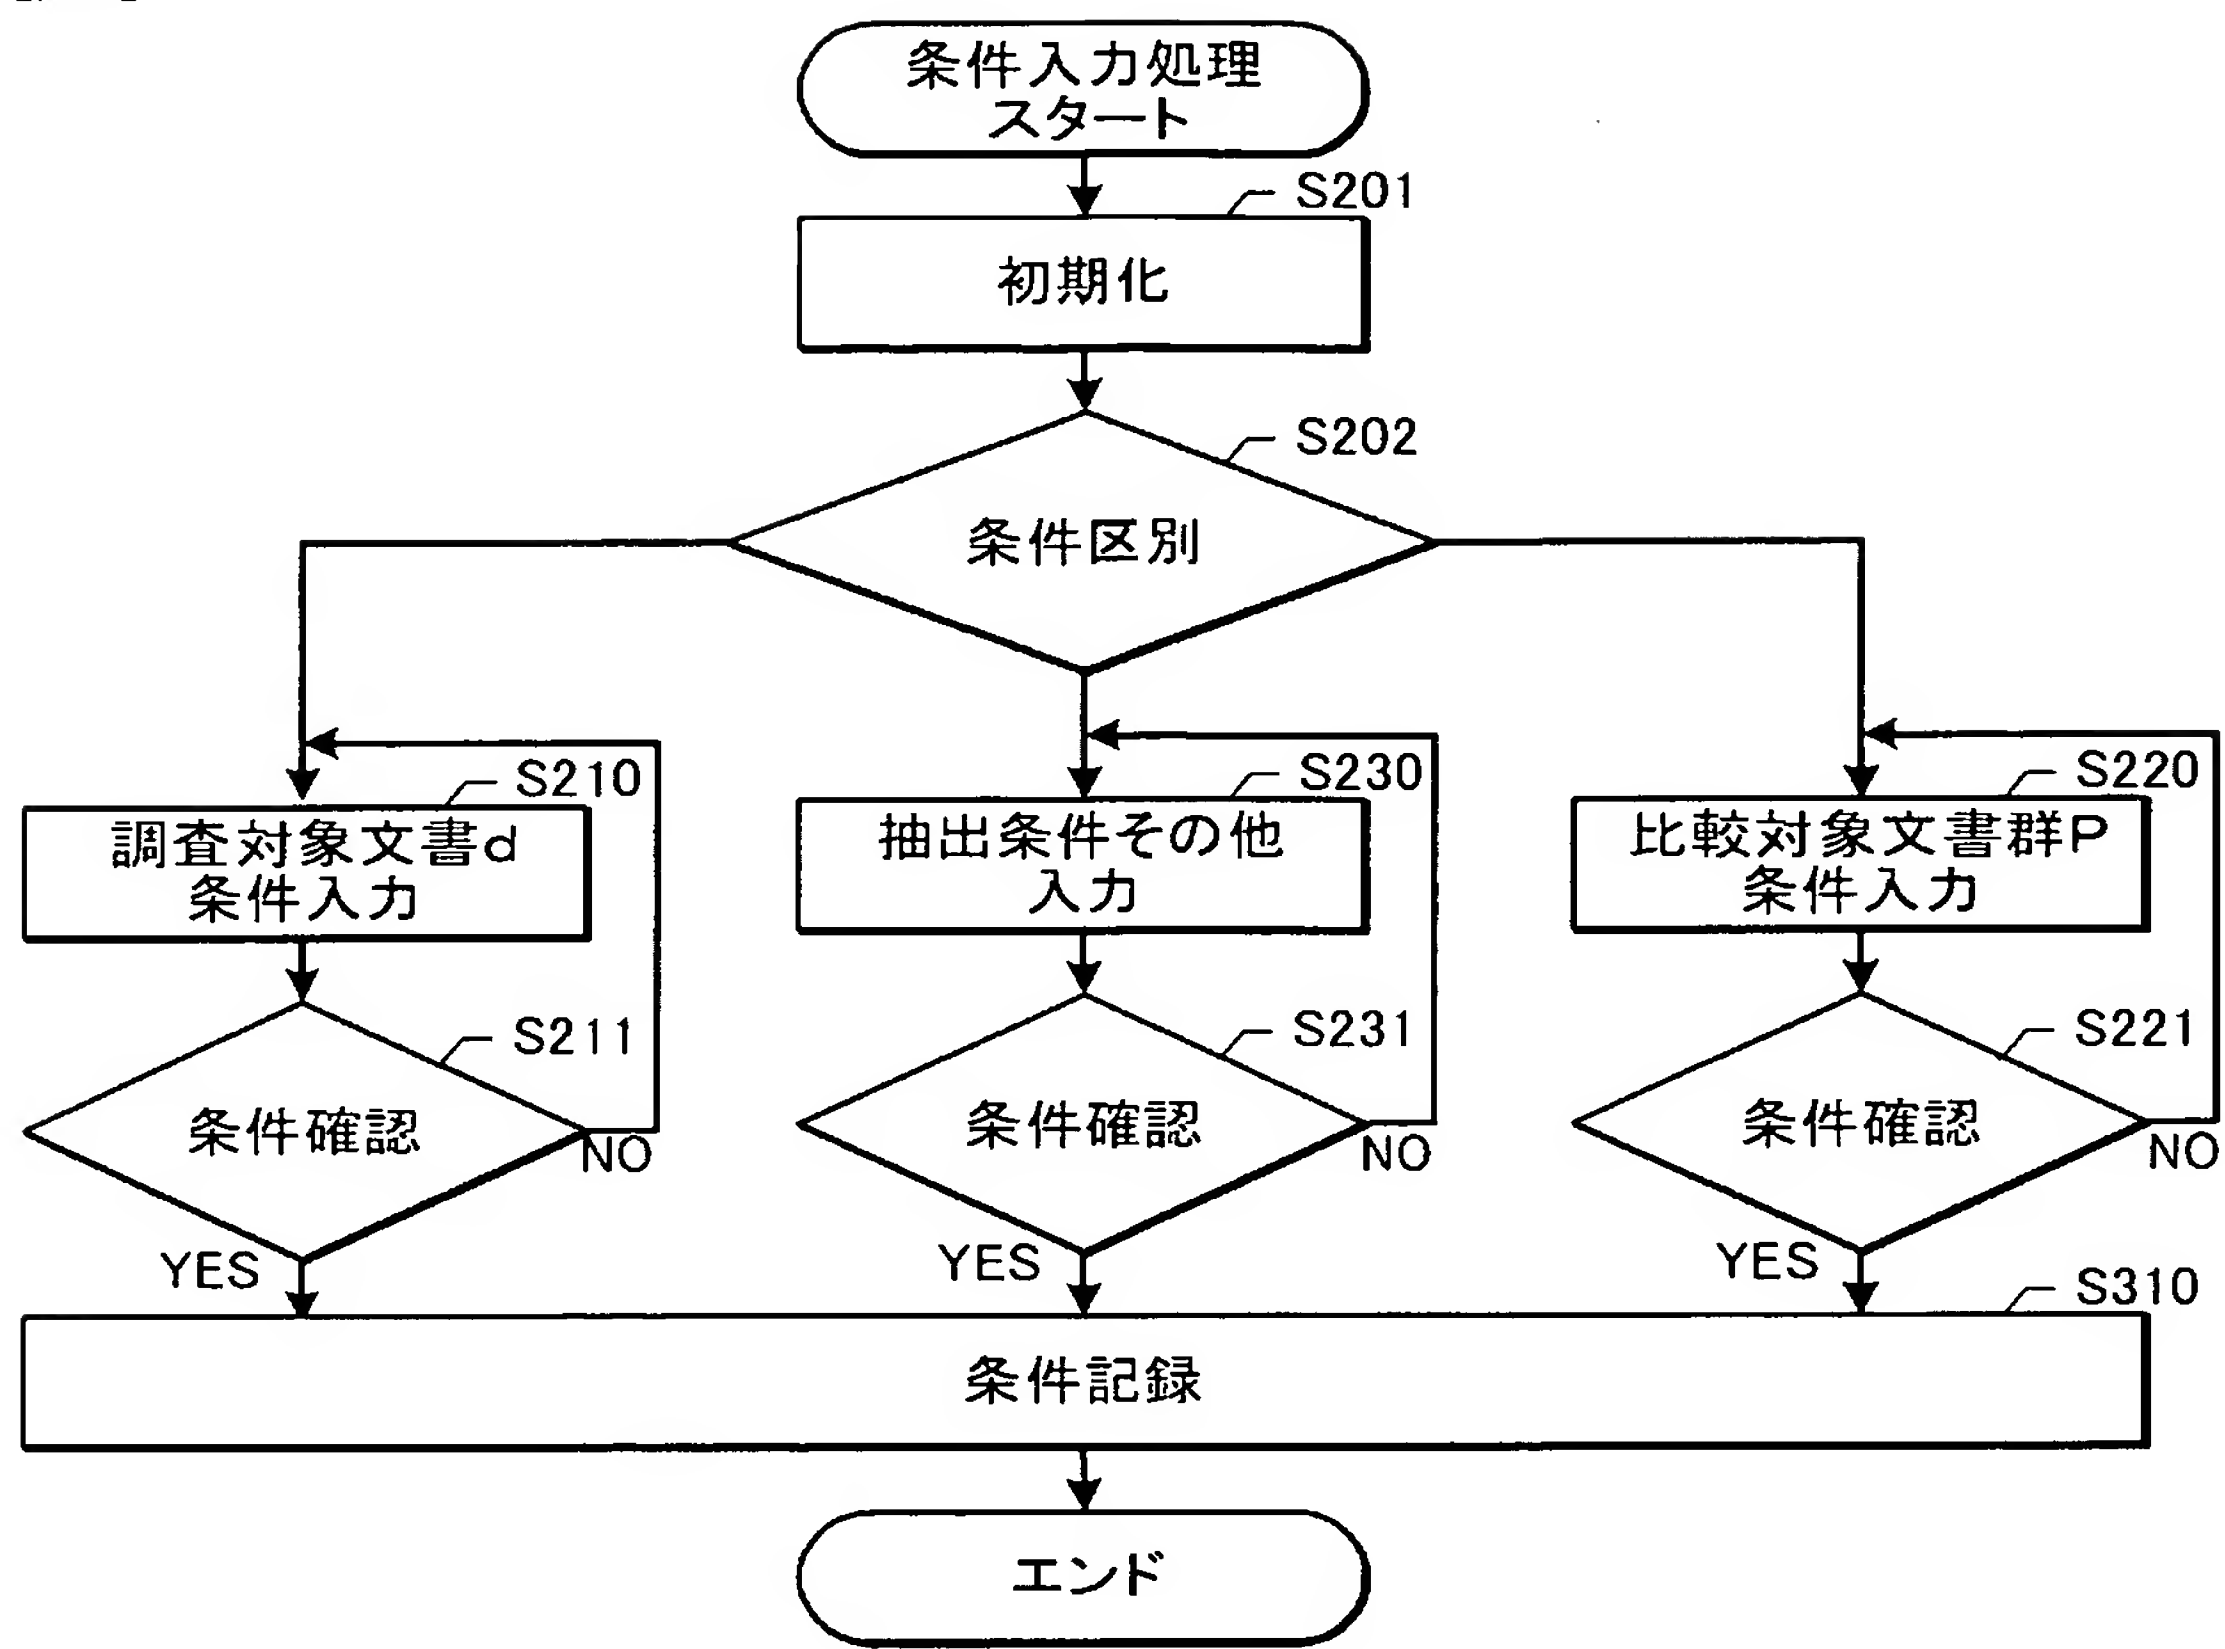 条件入力処理
スタート
S201
初期化
S202
条件区別
S210
調査対象文書d
条件入力
S230
抽出条件その他
入力
S220
比較対象文書群P
条件入力
S211
条件確認
NO
YES
S231
条件確認
NO
YES
S221
条件確認
NO
YES
S310
条件記録
エンド